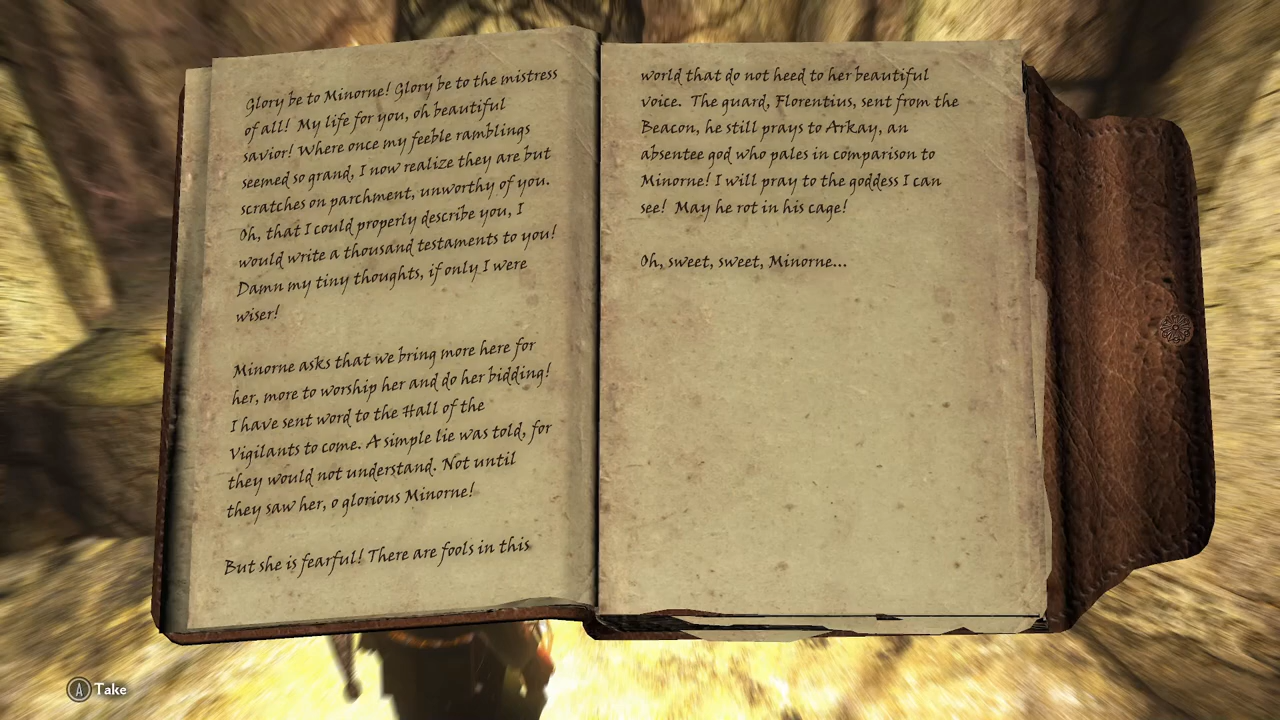 Glory be to Minorne! Glory be to the mistress
of all! My life for you, oh beautiful
savior! Where once my feeble ramblings
seemed so grand, I now realize they are but
scratches on parchment, unworthy of you.
Oh, that I could properly describe you, I
would write a thousand testaments to you!
Damn my tiny thoughts, if only I were
wiser!
Minorne asks that we bring more here for
her, more to worship her and do her bidding!
I have sent word to the Hall of the
Vigilants to come. A simple lie was told, for
they would not understand. Not until
they saw her, o glorious Minorne!
But she is fearful! There are fools in this
world that do not heed to her beautiful
voice. The guard, Florentius, sent from the
Beacon, he still prays to Arkay, an
absentee god who pales in comparison to
Minorne! I will pray to the goddess I can
see! May he rot in his cage!
Oh, sweet, sweet, Minorne...
A Take